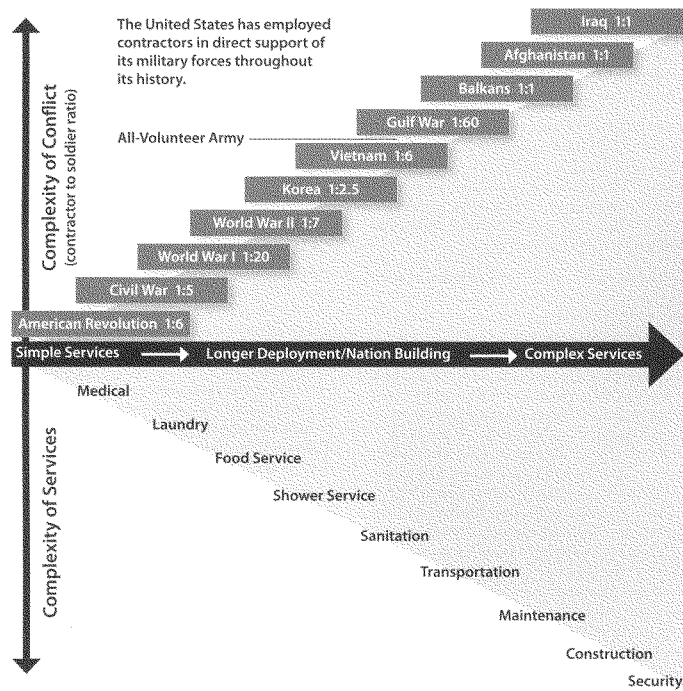 The United States has employed
contractors in direct support of
its military forces throughout
its history.
Iraq 1:1
Afghanistan 1:1
Balkans 1:1
Gulf War 1:60
All-Volunteer Army
Vietnam 1:6
Korea 1:2.5
World War II 1:7
World War I 1:20
Civil War 1:5
American Revolution 1:6
Complexity of Conflict
(contractor to soldier ratio)
Simple Services
Longer Deployment/Nation Building
Complex Services
Complexity of Services
Medical
Laundry
Food Service
Shower Service
Sanitation
Transportation
Maintenance
Construction
Security